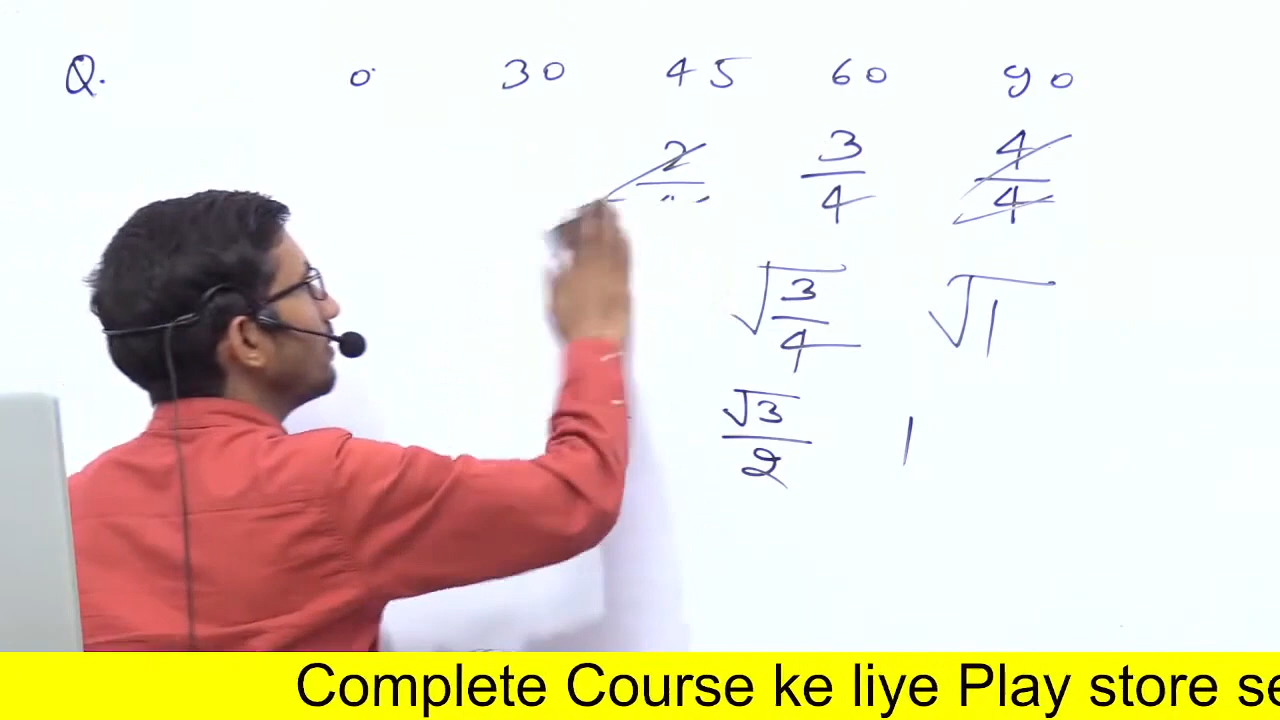 Q. 0 30 45 60 90
2 3/4 4/4
√3/4 √1
√3/2 1
Complete Course ke liye Play store se